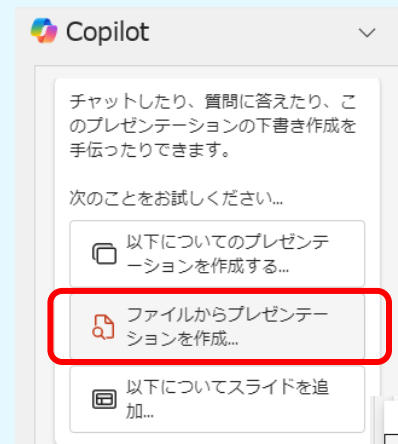 Copilot
チャットしたり、質問に答えたり、こ
のプレゼンテーションの下書き作成を
手伝ったりできます。
次のことをお試しください...
以下についてのプレゼンテ
ーションを作成する...
ファイルからプレゼンテー
ションを作成...
以下についてスライドを追
加...